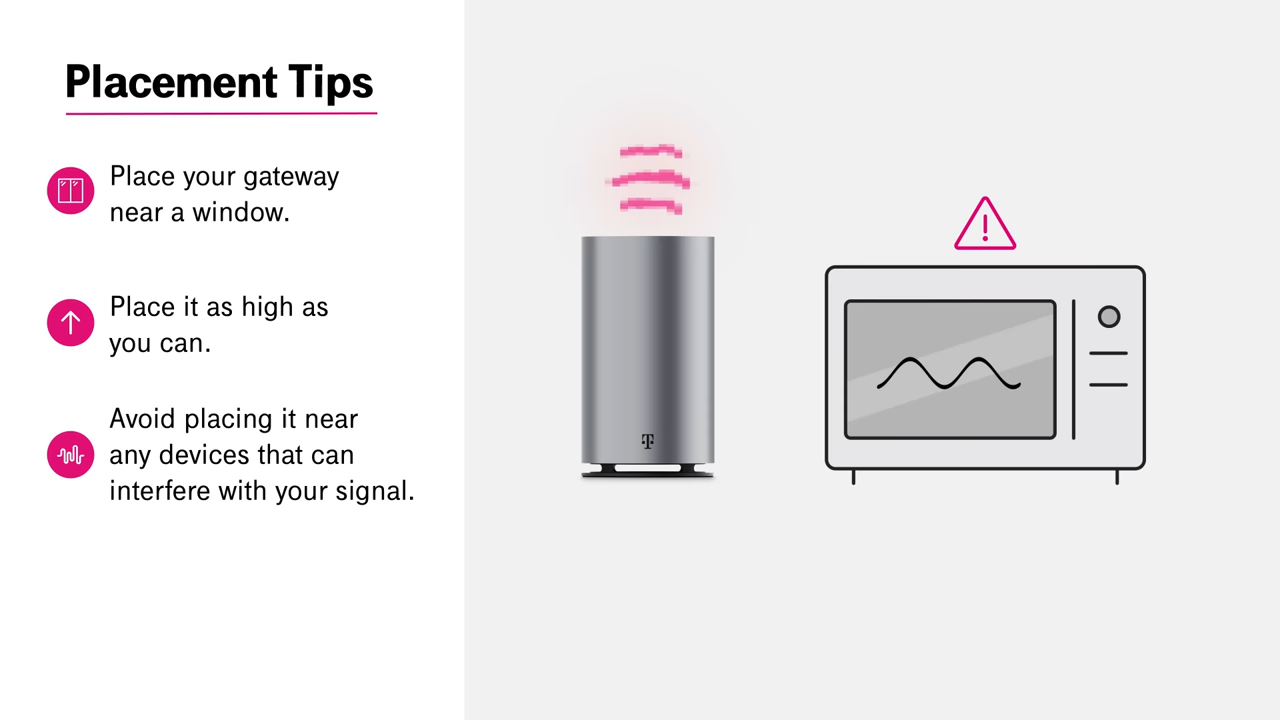 Placement Tips
Place your gateway
near a window.
Place it as high as
you can.
Avoid placing it near
any devices that can
interfere with your signal.
T